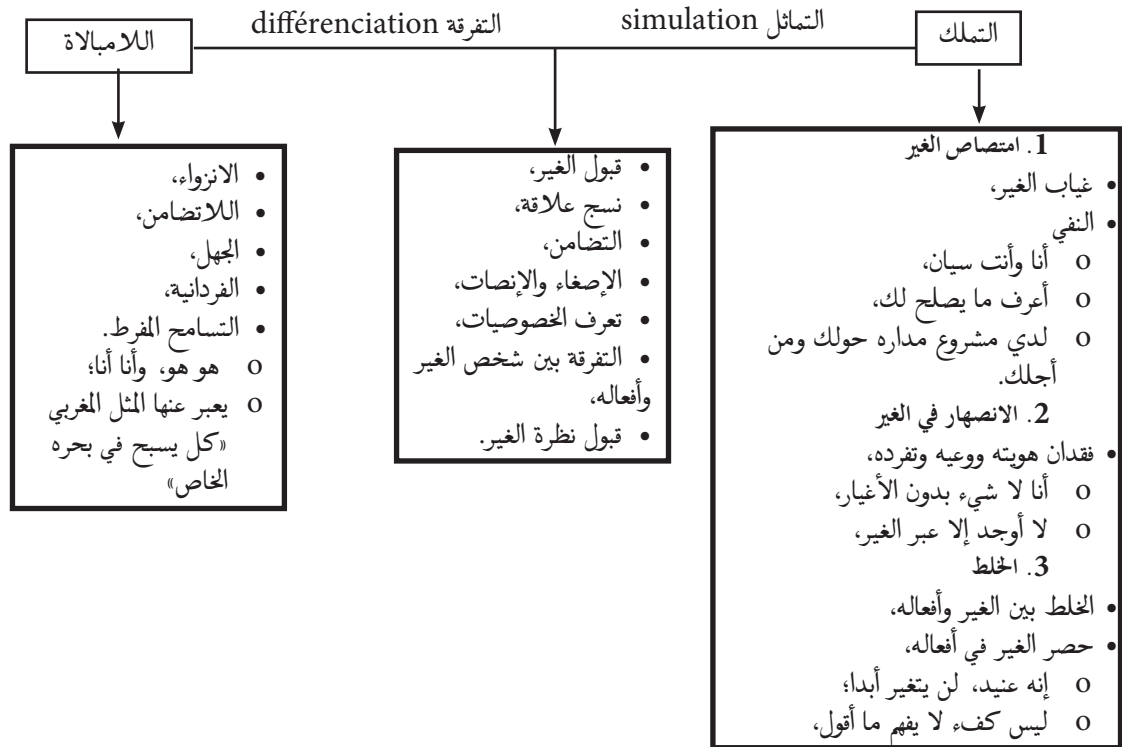 التملك
التماثل simulation
التفرقة différenciation
اللامبالاة
1. امتصاص الغير
• غياب الغير،
• النفي
o أنا وأنت سيان،
o أعرف ما يصلح لك،
o لدي مشروع مداره حولك ومن
أجلك.
2. الانصهار في الغير
• فقدان هويته ووعيه وتفرده،
o أنا لا شيء بدون الأغيار،
o لا أوجد إلا عبر الغير،
3. الخلط
• الخلط بين الغير وأفعاله،
• حصر الغير في أفعاله،
o إنه عنيد، لن يتغير أبدا؛
o ليس كفء لا يفهم ما أقول،
• قبول الغير،
• نسج علاقة،
• التضامن،
• الإصغاء والإنصات،
• تعرف الخصوصيات،
• التفرقة بين شخص الغير
وأفعاله،
• قبول نظرة الغير.
• الانزواء،
• اللاتضامن،
• الجهل،
• الفردانية،
• التسامح المفرط.
o هو هو، وأنا أنا؛
o يعبر عنها المثل المغربي
«كل يسبح في بحره
الخاص»